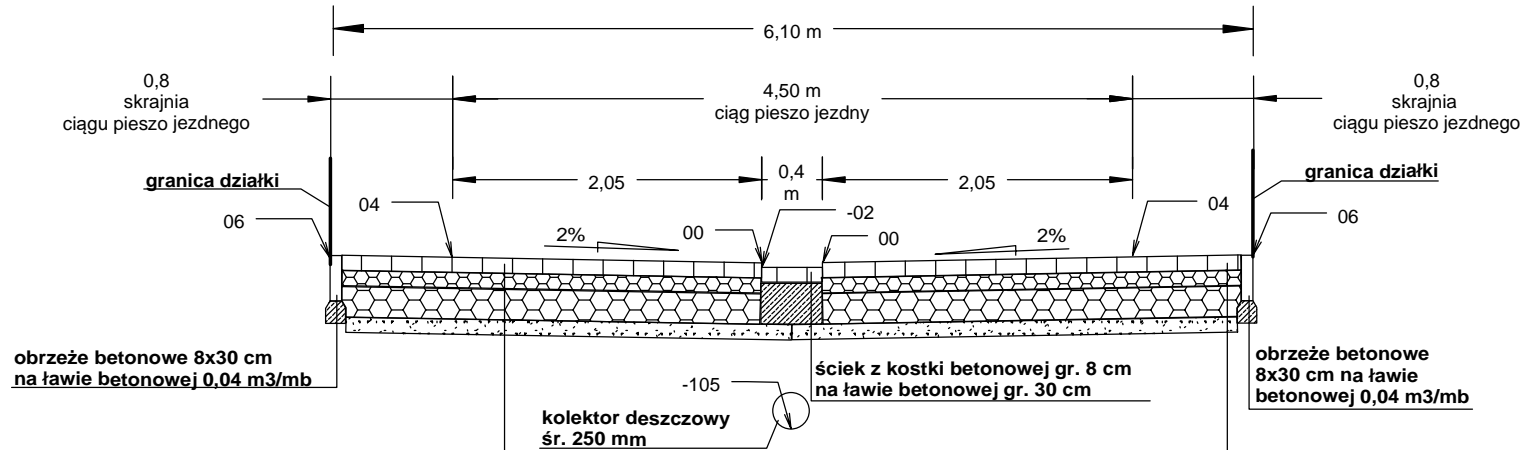 6,10 m
0,8
skrajnia
ciągu pieszo jezdnego
4,50 m
ciąg pieszo jezdny
0,8
skrajnia
ciągu pieszo jezdnego
granica działki
2,05
0,4
m
2,05
granica działki
06
04
2%
00
-02
00
2%
04
06
obrzeże betonowe 8x30 cm
na ławie betonowej 0,04 m3/mb
-105
kolektor deszczowy
śr. 250 mm
ściek z kostki betonowej gr. 8 cm
na ławie betonowej gr. 30 cm
obrzeże betonowe
8x30 cm na ławie
betonowej 0,04 m3/mb